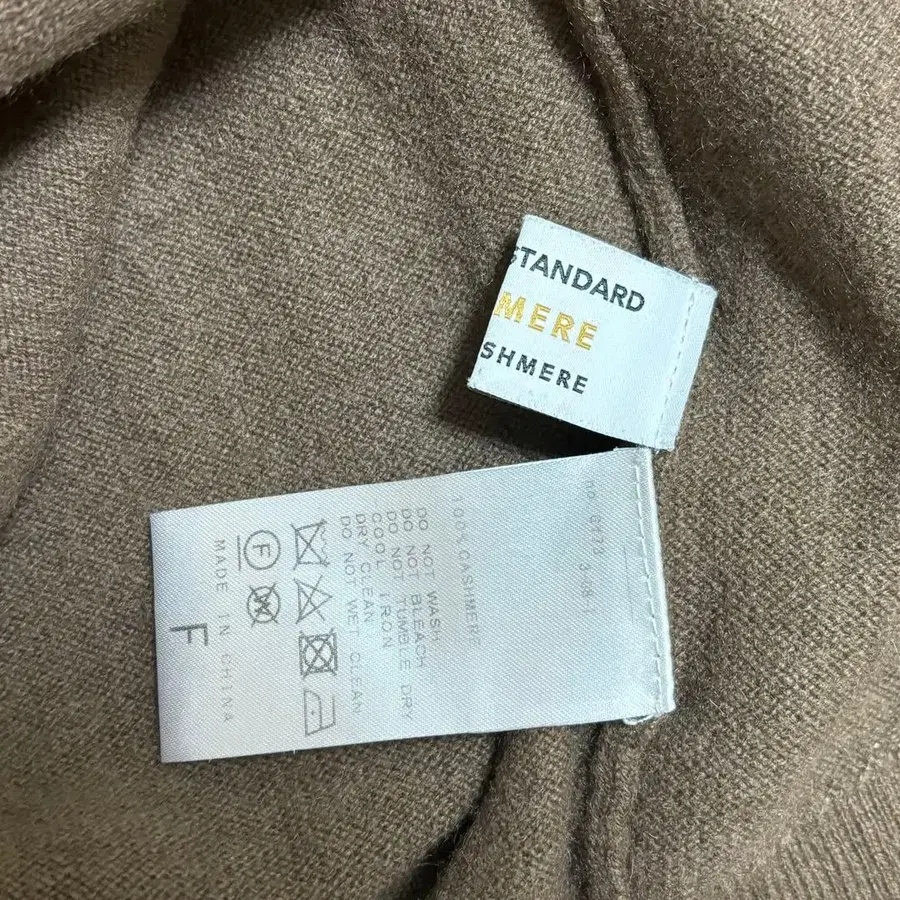 STANDARD
MERE
SHMERE
100% CASHMERE
DO NOT WASH
DO NOT BLEACH
DO NOT TUMBLE DRY
COOL IRON
DRY CLEAN
DO NOT WET CLEAN
F
W
MADE IN CHINA
F